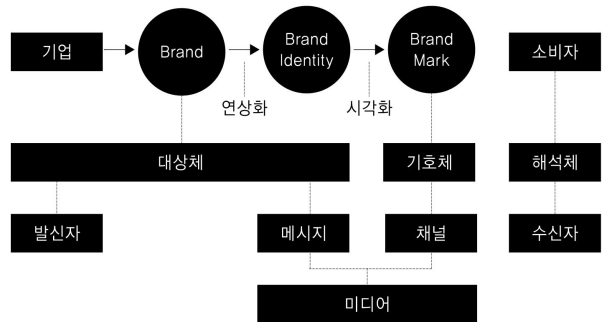 기업
Brand
Brand
Identity
Brand
Mark
소비자
연상화
시각화
대상체
기호체
해석체
발신자
메시지
채널
수신자
미디어